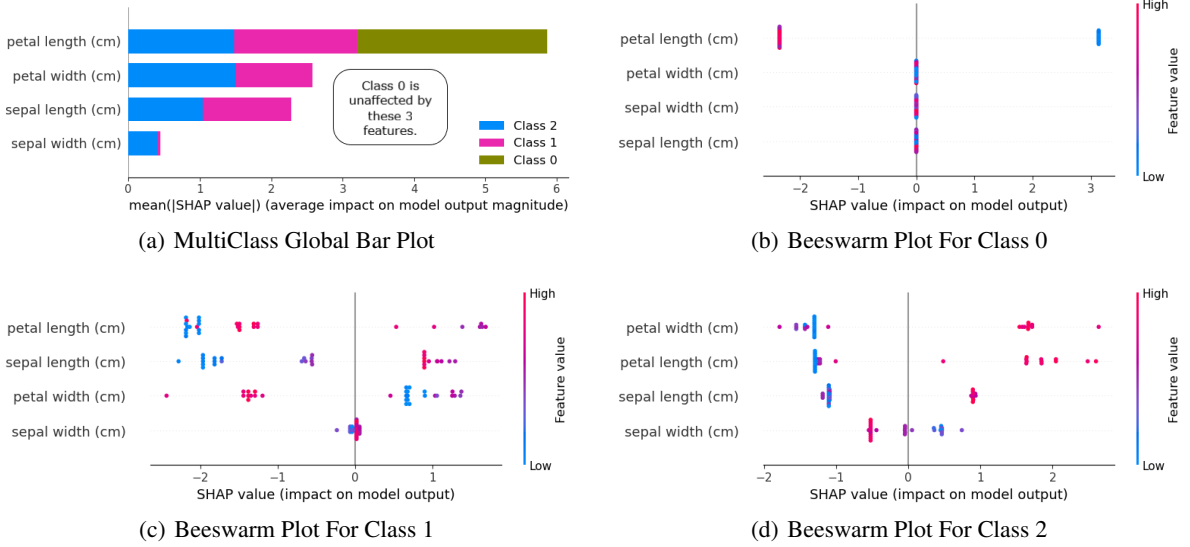 petal length (cm)
petal width (cm)
sepal length (cm)
sepal width (cm)
Class 0 is
unaffected by
these 3
features.
Class 2
Class 1
Class 0
0 1 2 3 4 5 6
mean(|SHAP value|) (average impact on model output magnitude)
(a) MultiClass Global Bar Plot
petal length (cm)
petal width (cm)
sepal width (cm)
sepal length (cm)
−2 −1 0 1 2 3
SHAP value (impact on model output)
High
Feature value
Low
(b) Beeswarm Plot For Class 0
petal length (cm)
sepal length (cm)
petal width (cm)
sepal width (cm)
−2 −1 0 1
SHAP value (impact on model output)
High
Feature value
Low
(c) Beeswarm Plot For Class 1
petal width (cm)
petal length (cm)
sepal length (cm)
sepal width (cm)
−2 −1 0 1 2
SHAP value (impact on model output)
High
Feature value
Low
(d) Beeswarm Plot For Class 2